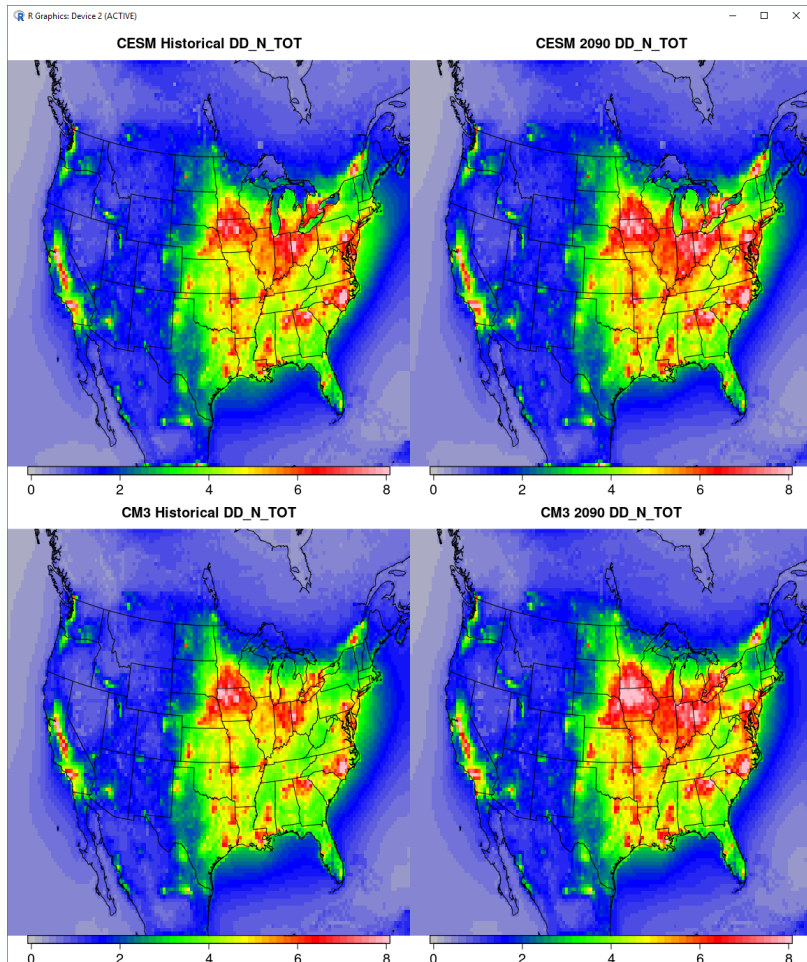 R Graphics: Device 2 (ACTIVE)
CESM Historical DD_N_TOT
CESM 2090 DD_N_TOT
0 2 4 6 8
0 2 4 6 8
CM3 Historical DD_N_TOT
CM3 2090 DD_N_TOT
0 2 4 6 8
0 2 4 6 8